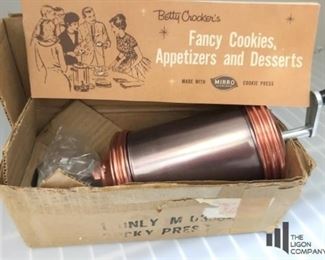 Betty Crocker's
Fancy Cookies,
Appetizers and Desserts
MADE WITH MIRRO COOKIE PRESS
THE
LIGON
COMPANY